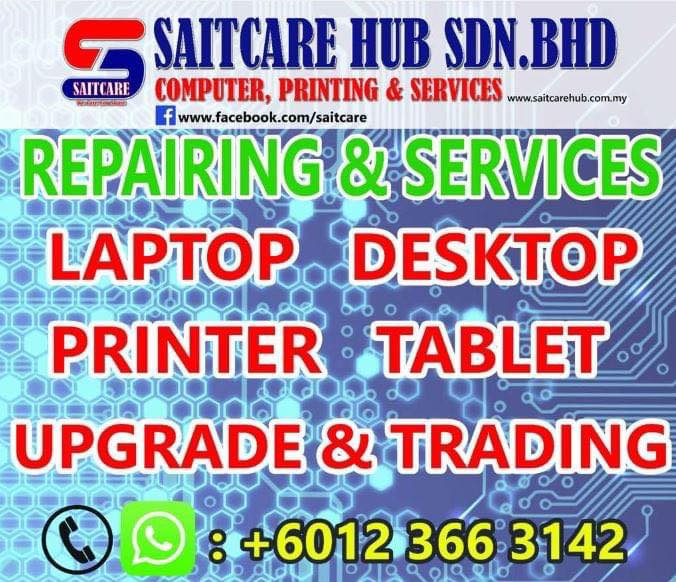 SAITCARE HUB SDN.BHD
SAITCARE
COMPUTER, PRINTING & SERVICES www.saitcarehub.com.my
www.facebook.com/saitcare
REPAIRING & SERVICES
LAPTOP DESKTOP
PRINTER TABLET
UPGRADE & TRADING
: +6012 366 3142